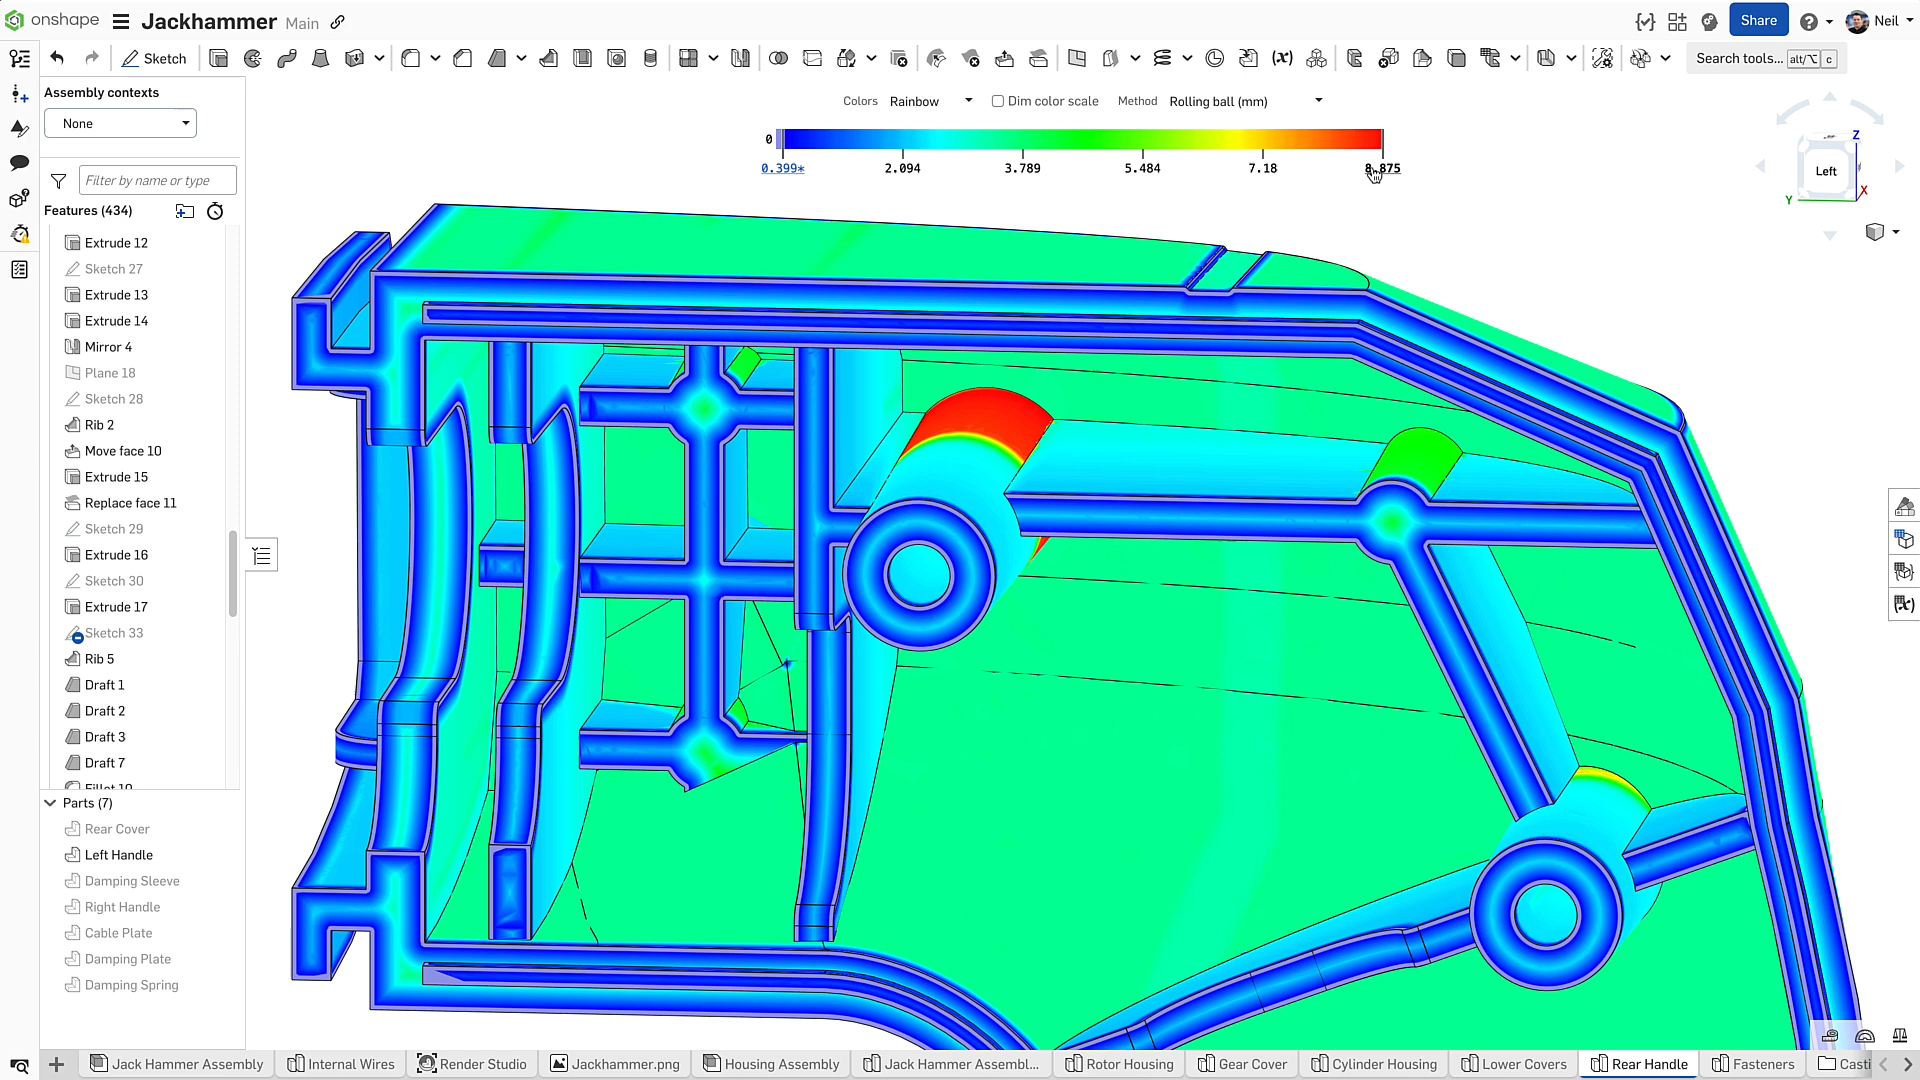 onshape
Jackhammer Main
Share
Neil
Sketch
Search tools... alt/⌥ c
Assembly contexts
None
Filter by name or type
Features (434)
Extrude 12
Sketch 27
Extrude 13
Extrude 14
Mirror 4
Plane 18
Sketch 28
Rib 2
Move face 10
Extrude 15
Replace face 11
Sketch 29
Extrude 16
Sketch 30
Extrude 17
Sketch 33
Rib 5
Draft 1
Draft 2
Draft 3
Draft 7
Fillet 10
Parts (7)
Rear Cover
Left Handle
Damping Sleeve
Right Handle
Cable Plate
Damping Plate
Damping Spring
Colors Rainbow Dim color scale Method Rolling ball (mm)
0
0.399* 2.094 3.789 5.484 7.18 8.875
Z
Left
X
Y
Jack Hammer Assembly Internal Wires Render Studio Jackhammer.png Housing Assembly Jack Hammer Assembl... Rotor Housing Gear Cover Cylinder Housing Lower Covers Rear Handle Fasteners Casti